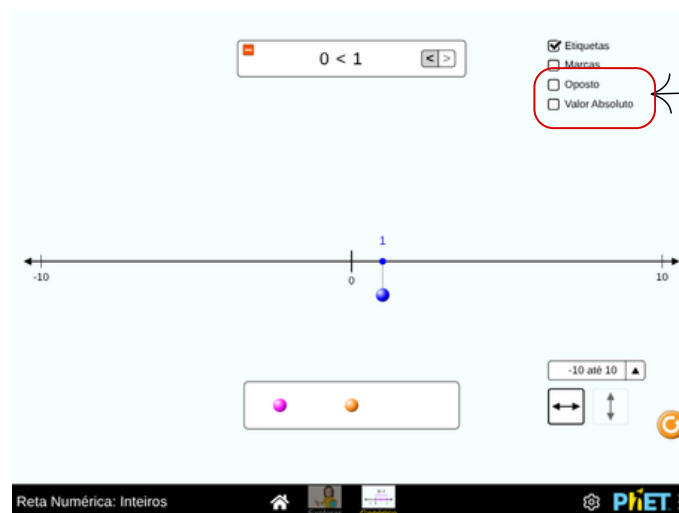 0 < 1
< >
Etiquetas
Marcas
Oposto
Valor Absoluto
1
-10
0
10
-10 até 10
Reta Numérica: Inteiros
PhET